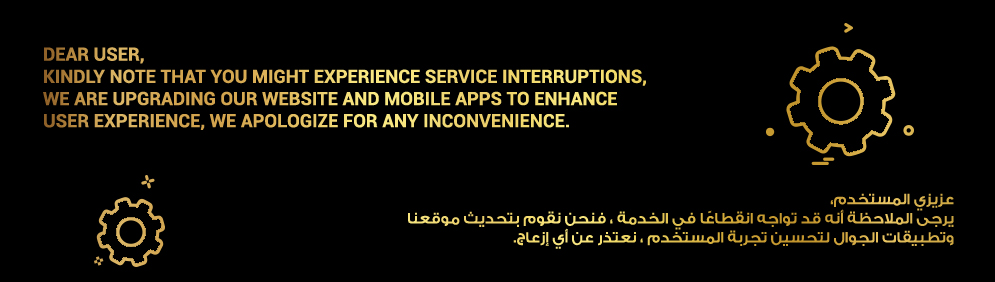 DEAR USER,
KINDLY NOTE THAT YOU MIGHT EXPERIENCE SERVICE INTERRUPTIONS,
WE ARE UPGRADING OUR WEBSITE AND MOBILE APPS TO ENHANCE
USER EXPERIENCE, WE APOLOGIZE FOR ANY INCONVENIENCE.
عزيزي المستخدم،
يرجى الملاحظة أنه قد تواجه انقطاعًا في الخدمة ، فنحن نقوم بتحديث موقعنا
وتطبيقات الجوال لتحسين تجربة المستخدم ، نعتذر عن أي إزعاج.